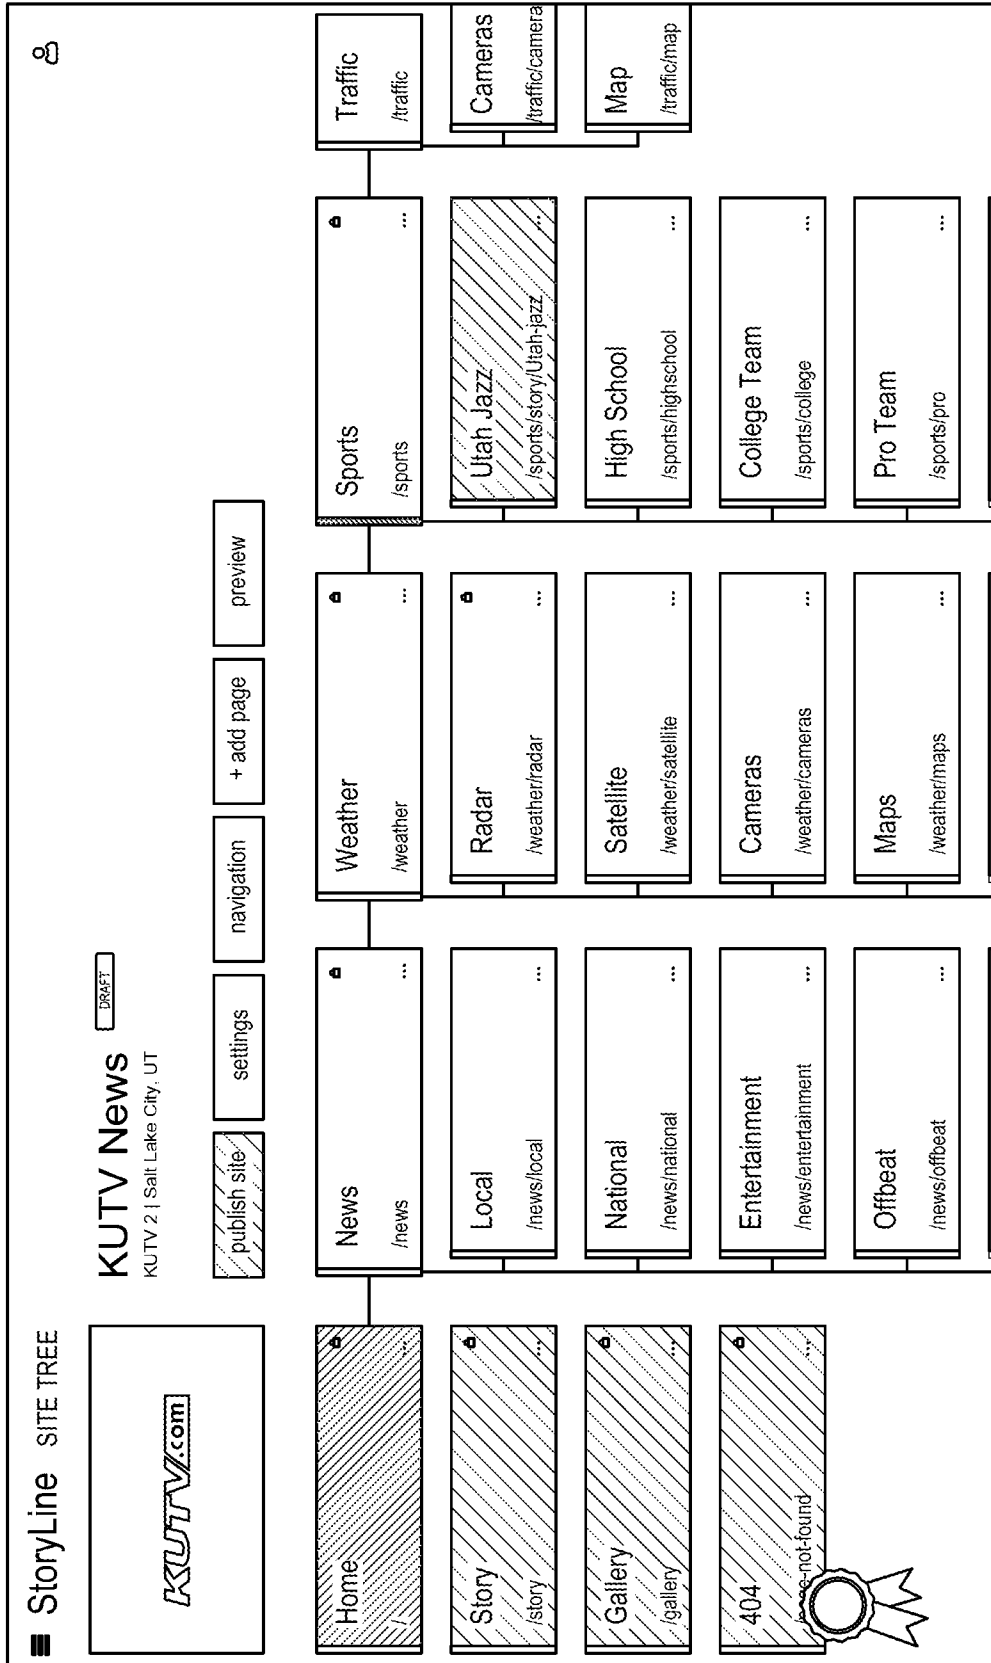 StoryLine SITE TREE
KUTV.com
KUTV News DRAFT
KUTV 2 | Salt Lake City, UT
publish site
settings
navigation
+ add page
preview
Home
/
Story
/story
Gallery
/gallery
404
-not-found
News
/news
Local
/news/local
National
/news/national
Entertainment
/news/entertainment
Offbeat
/news/offbeat
Weather
/weather
Radar
/weather/radar
Satellite
/weather/satellite
Cameras
/weather/cameras
Maps
/weather/maps
Sports
/sports
Utah Jazz
/sports/story/Utah-jazz
High School
/sports/highschool
College Team
/sports/college
Pro Team
/sports/pro
Traffic
/traffic
Cameras
/traffic/camera
Map
/traffic/map